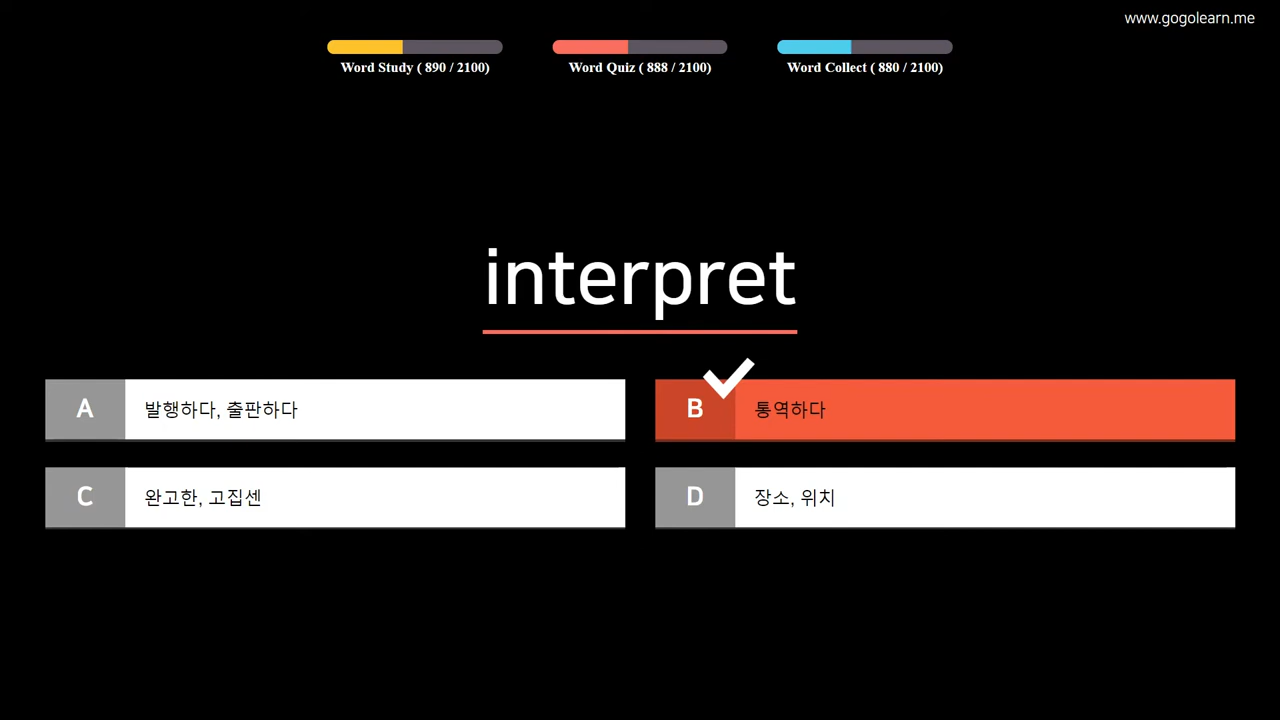 www.gogolearn.me
Word Study ( 890 / 2100)
Word Quiz ( 888 / 2100)
Word Collect ( 880 / 2100)
interpret
A 발행하다, 출판하다
B 통역하다
C 완고한, 고집센
D 장소, 위치